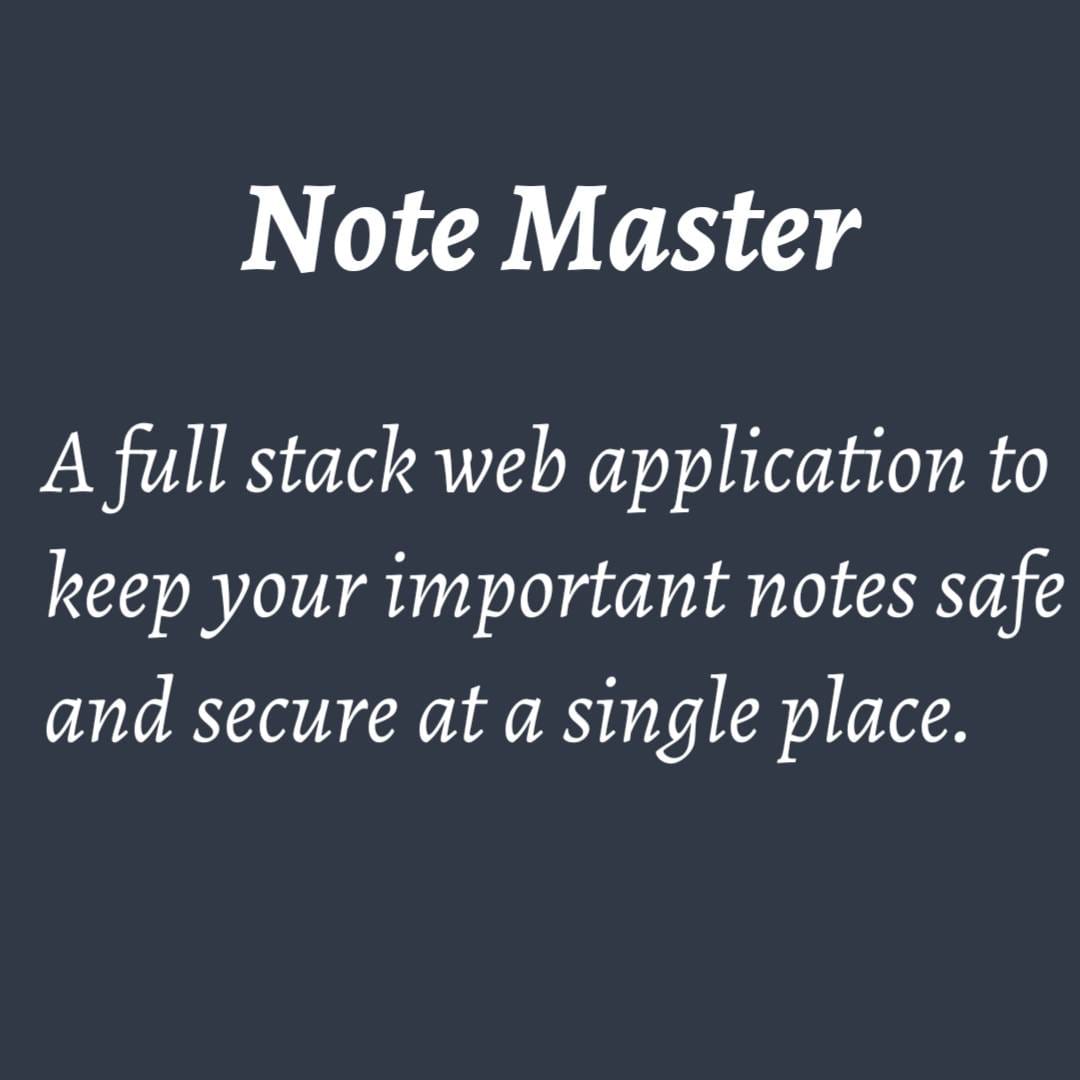 Note Master
A full stack web application to
keep your important notes safe
and secure at a single place.